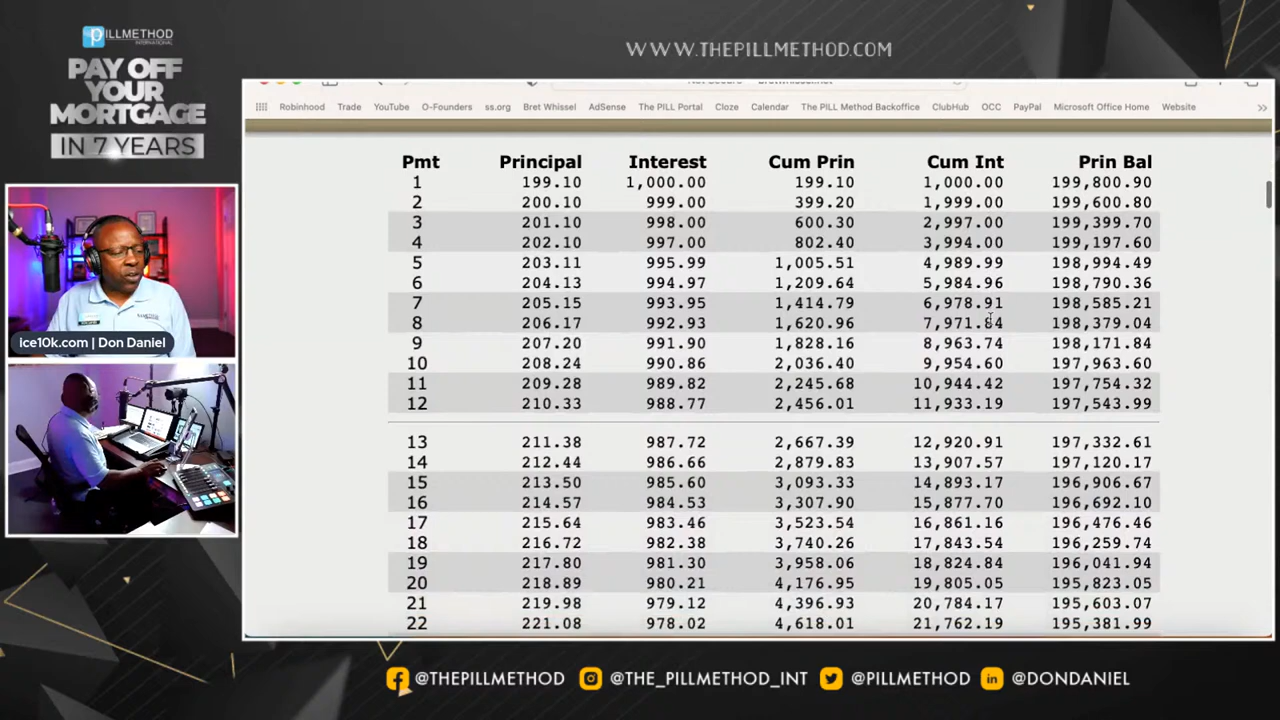 WWW.THEPILLMETHOD.COM
PILLMETHOD
INTERNATIONAL
PAY OFF
YOUR
MORTGAGE
IN 7 YEARS
Robinhood Trade YouTube O-Founders ss.org Bret Whissel AdSense The PILL Portal Cloze Calendar The PILL Method Backoffice ClubHub OCC PayPal Microsoft Office Home Website
Pmt Principal Interest Cum Prin Cum Int Prin Bal
1 199.10 1,000.00 199.10 1,000.00 199,800.90
2 200.10 999.00 399.20 1,999.00 199,600.80
3 201.10 998.00 600.30 2,997.00 199,399.70
4 202.10 997.00 802.40 3,994.00 199,197.60
5 203.11 995.99 1,005.51 4,989.99 198,994.49
6 204.13 994.97 1,209.64 5,984.96 198,790.36
7 205.15 993.95 1,414.79 6,978.91 198,585.21
8 206.17 992.93 1,620.96 7,971.84 198,379.04
9 207.20 991.90 1,828.16 8,963.74 198,171.84
10 208.24 990.86 2,036.40 9,954.60 197,963.60
11 209.28 989.82 2,245.68 10,944.42 197,754.32
12 210.33 988.77 2,456.01 11,933.19 197,543.99
13 211.38 987.72 2,667.39 12,920.91 197,332.61
14 212.44 986.66 2,879.83 13,907.57 197,120.17
15 213.50 985.60 3,093.33 14,893.17 196,906.67
16 214.57 984.53 3,307.90 15,877.70 196,692.10
17 215.64 983.46 3,523.54 16,861.16 196,476.46
18 216.72 982.38 3,740.26 17,843.54 196,259.74
19 217.80 981.30 3,958.06 18,824.84 196,041.94
20 218.89 980.21 4,176.95 19,805.05 195,823.05
21 219.98 979.12 4,396.93 20,784.17 195,603.07
22 221.08 978.02 4,618.01 21,762.19 195,381.99
ice10k.com | Don Daniel
@THEPILLMETHOD @THE_PILLMETHOD_INT @PILLMETHOD @DONDANIEL